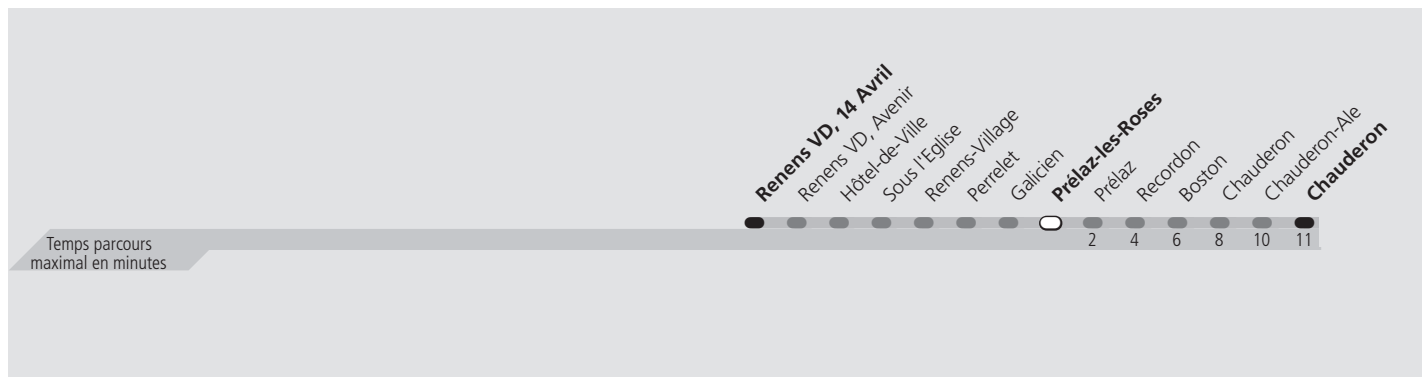 Renens VD, 14 Avril
Renens VD, Avenir
Hôtel-de-Ville
Sous l'Eglise
Renens-Village
Perrelet
Galicien
Prélaz-les-Roses
Prélaz
Recordon
Boston
Chauderon
Chauderon-Ale
Chauderon
Temps parcours
maximal en minutes
2 4 6 8 10 11